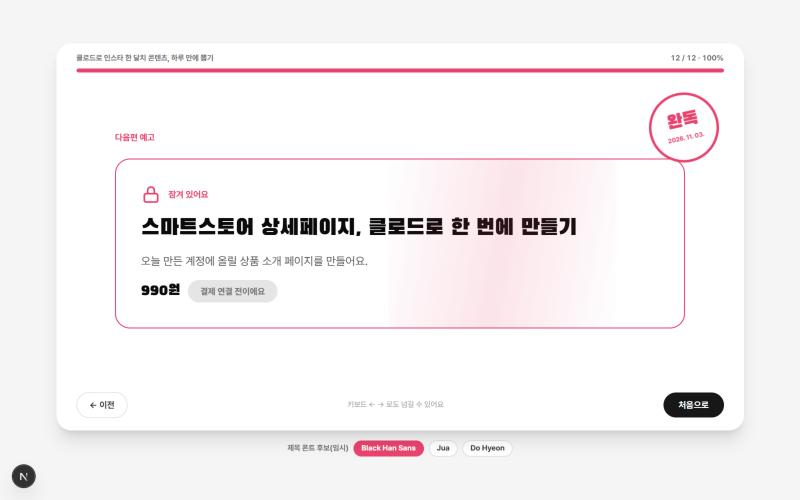 클로드로 인스타 한 달치 콘텐츠, 하루 만에 뽑기
12 / 12 · 100%
완독
2026. 11. 03.
다음편 예고
잠겨 있어요
스마트스토어 상세페이지, 클로드로 한 번에 만들기
오늘 만든 계정에 올릴 상품 소개 페이지를 만들어요.
990원
결제 연결 전이에요
← 이전
키보드 ← → 로도 넘길 수 있어요
처음으로
제목 폰트 후보(임시)
Black Han Sans
Jua
Do Hyeon
N